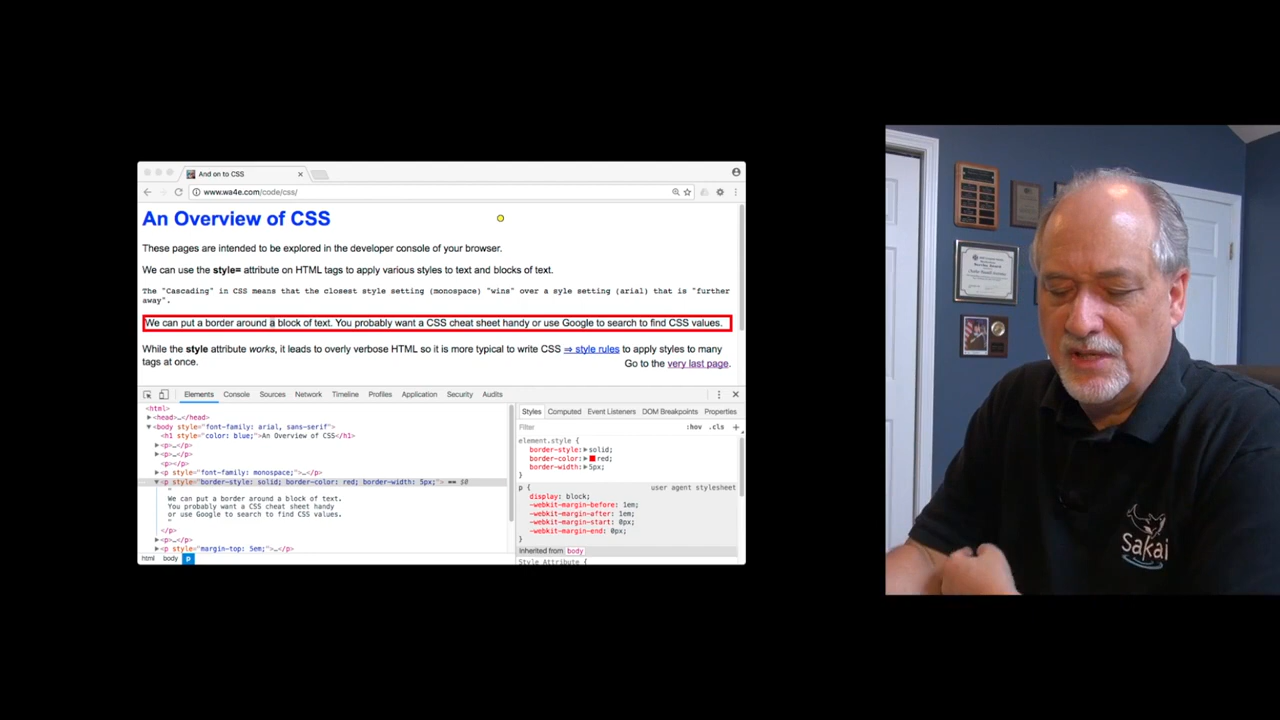 And on to CSS
www.wa4e.com/code/css/
An Overview of CSS
These pages are intended to be explored in the developer console of your browser.
We can use the style= attribute on HTML tags to apply various styles to text and blocks of text.
The "Cascading" in CSS means that the closest style setting (monospace) "wins" over a syle setting (arial) that is "further
away".
We can put a border around a block of text. You probably want a CSS cheat sheet handy or use Google to search to find CSS values.
While the style attribute works, it leads to overly verbose HTML so it is more typical to write CSS ⇒ style rules to apply styles to many
tags at once.
Go to the very last page.
Elements Console Sources Network Timeline Profiles Application Security Audits
<html>
▶<head>…</head>
▼<body style="font-family: arial, sans-serif">
<h1 style="color: blue;">An Overview of CSS</h1>
▶<p>…</p>
▶<p>…</p>
<p></p>
▶<p style="font-family: monospace;">…</p>
▼<p style="border-style: solid; border-color: red; border-width: 5px;"> == $0
"
We can put a border around a block of text.
You probably want a CSS cheat sheet handy
or use Google to search to find CSS values.
"
</p>
▶<p>…</p>
▶<p style="margin-top: 5em;">…</p>
html body p
Styles Computed Event Listeners DOM Breakpoints Properties
Filter :hov .cls +
element.style {
border-style:▶solid;
border-color:▶red;
border-width:▶5px;
}
p { user agent stylesheet
display: block;
-webkit-margin-before: 1em;
-webkit-margin-after: 1em;
-webkit-margin-start: 0px;
-webkit-margin-end: 0px;
}
Inherited from body
Style Attribute {
Sakai